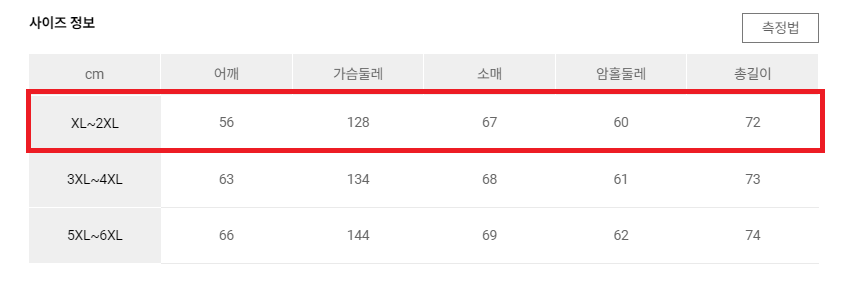 사이즈 정보
측정법
cm 어깨 가슴둘레 소매 암홀둘레 총길이
XL~2XL 56 128 67 60 72
3XL~4XL 63 134 68 61 73
5XL~6XL 66 144 69 62 74